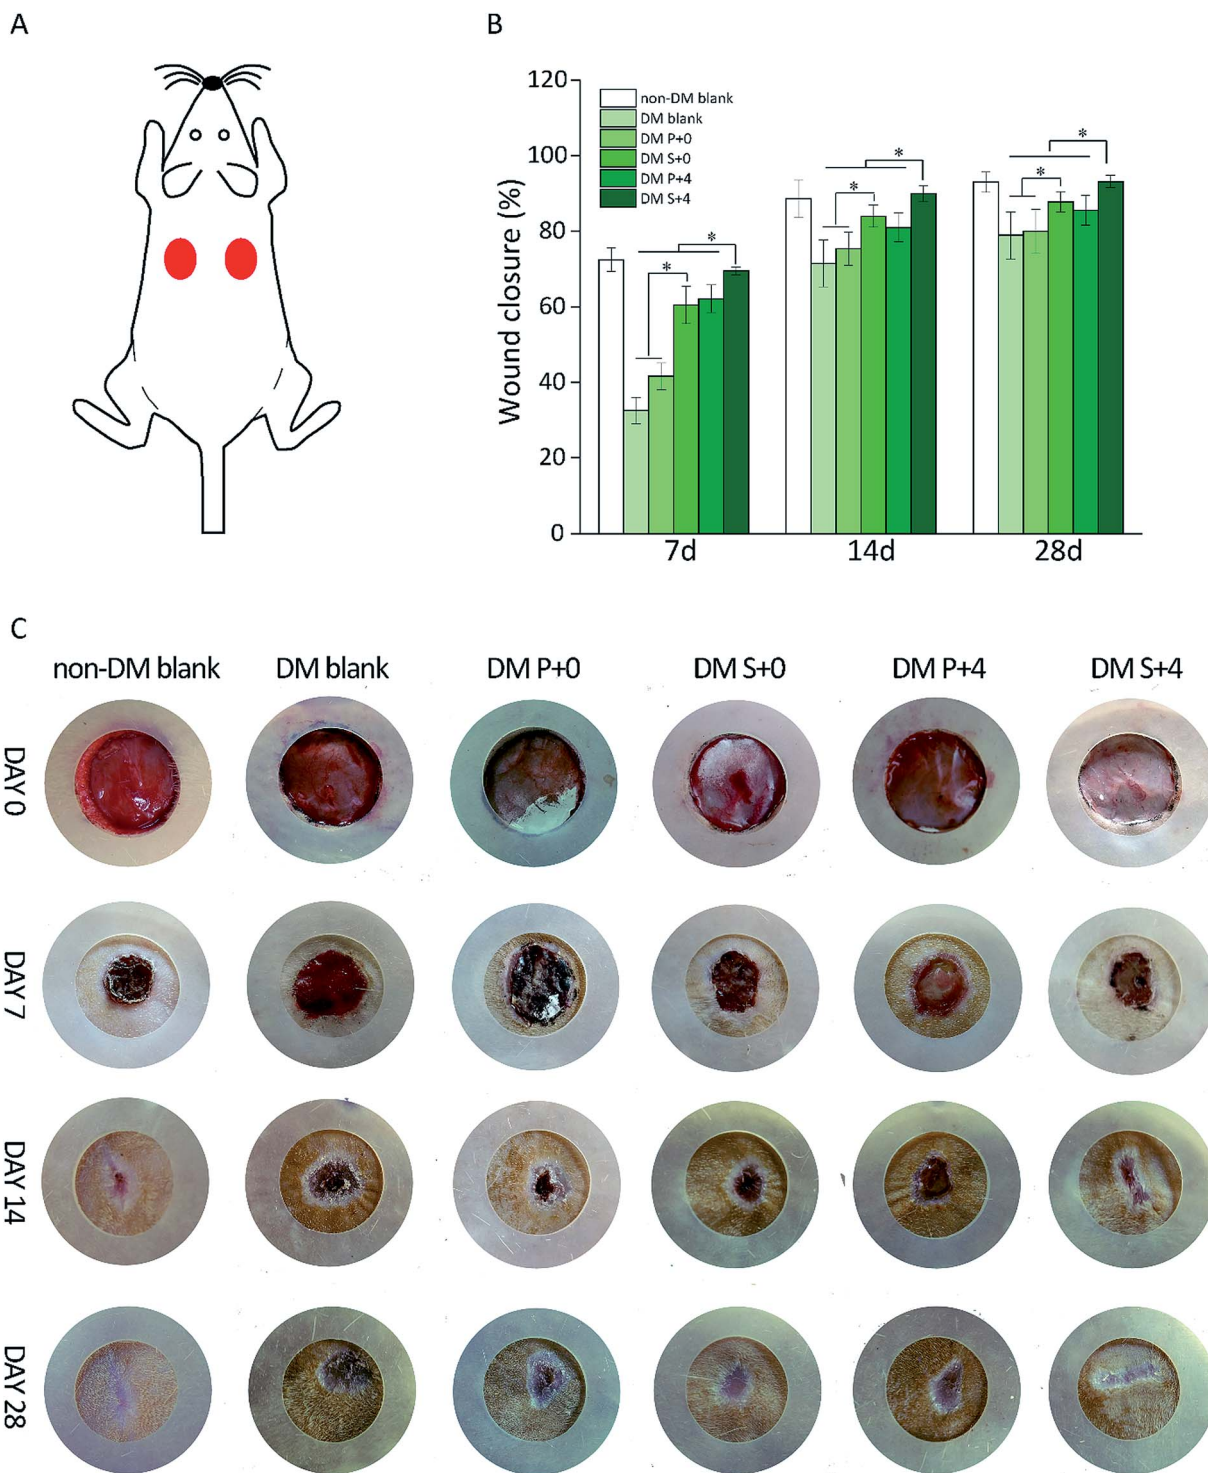 A
B
120
100
80
60
40
20
0
Wound closure (%)
non-DM blank
DM blank
DM P+0
DM S+0
DM P+4
DM S+4
*
*
*
*
*
*
7d 14d 28d
C
non-DM blank DM blank DM P+0 DM S+0 DM P+4 DM S+4
DAY 0
DAY 7
DAY 14
DAY 28